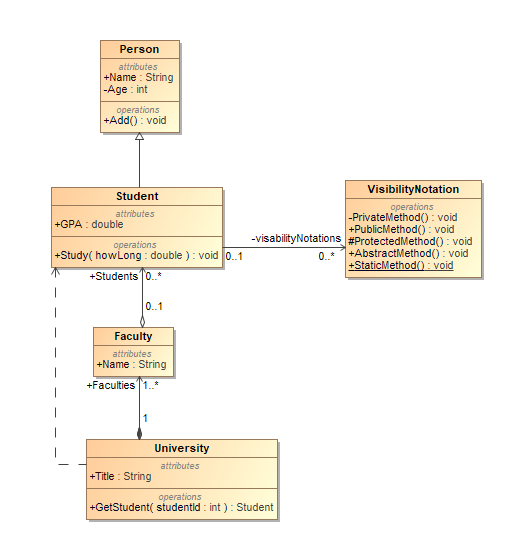 Person
attributes
+Name : String
-Age : int
operations
+Add() : void
Student
attributes
+GPA : double
operations
+Study( howLong : double ) : void
VisibilityNotation
operations
-PrivateMethod() : void
+PublicMethod() : void
#ProtectedMethod() : void
+AbstractMethod() : void
+StaticMethod() : void
-visabilityNotations
0..1
0..*
+Students
0..*
0..1
Faculty
attributes
+Name : String
+Faculties
1..*
1
University
attributes
+Title : String
operations
+GetStudent( studentId : int ) : Student